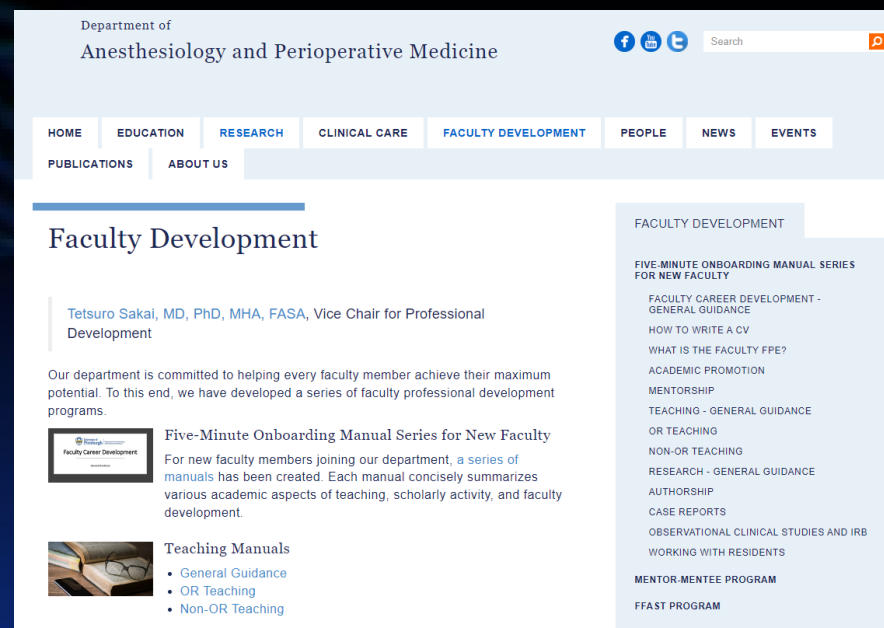 Department of
Anesthesiology and Perioperative Medicine
You
Tube
Search
HOME EDUCATION RESEARCH CLINICAL CARE FACULTY DEVELOPMENT PEOPLE NEWS EVENTS
PUBLICATIONS ABOUT US
Faculty Development
Tetsuro Sakai, MD, PhD, MHA, FASA, Vice Chair for Professional
Development
Our department is committed to helping every faculty member achieve their maximum
potential. To this end, we have developed a series of faculty professional development
programs.
Pittsburgh
Faculty Career Development
Five-Minute Onboarding Manual Series for New Faculty
For new faculty members joining our department, a series of
manuals has been created. Each manual concisely summarizes
various academic aspects of teaching, scholarly activity, and faculty
development.
Teaching Manuals
• General Guidance
• OR Teaching
• Non-OR Teaching
FACULTY DEVELOPMENT
FIVE-MINUTE ONBOARDING MANUAL SERIES
FOR NEW FACULTY
FACULTY CAREER DEVELOPMENT -
GENERAL GUIDANCE
HOW TO WRITE A CV
WHAT IS THE FACULTY FPE?
ACADEMIC PROMOTION
MENTORSHIP
TEACHING - GENERAL GUIDANCE
OR TEACHING
NON-OR TEACHING
RESEARCH - GENERAL GUIDANCE
AUTHORSHIP
CASE REPORTS
OBSERVATIONAL CLINICAL STUDIES AND IRB
WORKING WITH RESIDENTS
MENTOR-MENTEE PROGRAM
FFAST PROGRAM